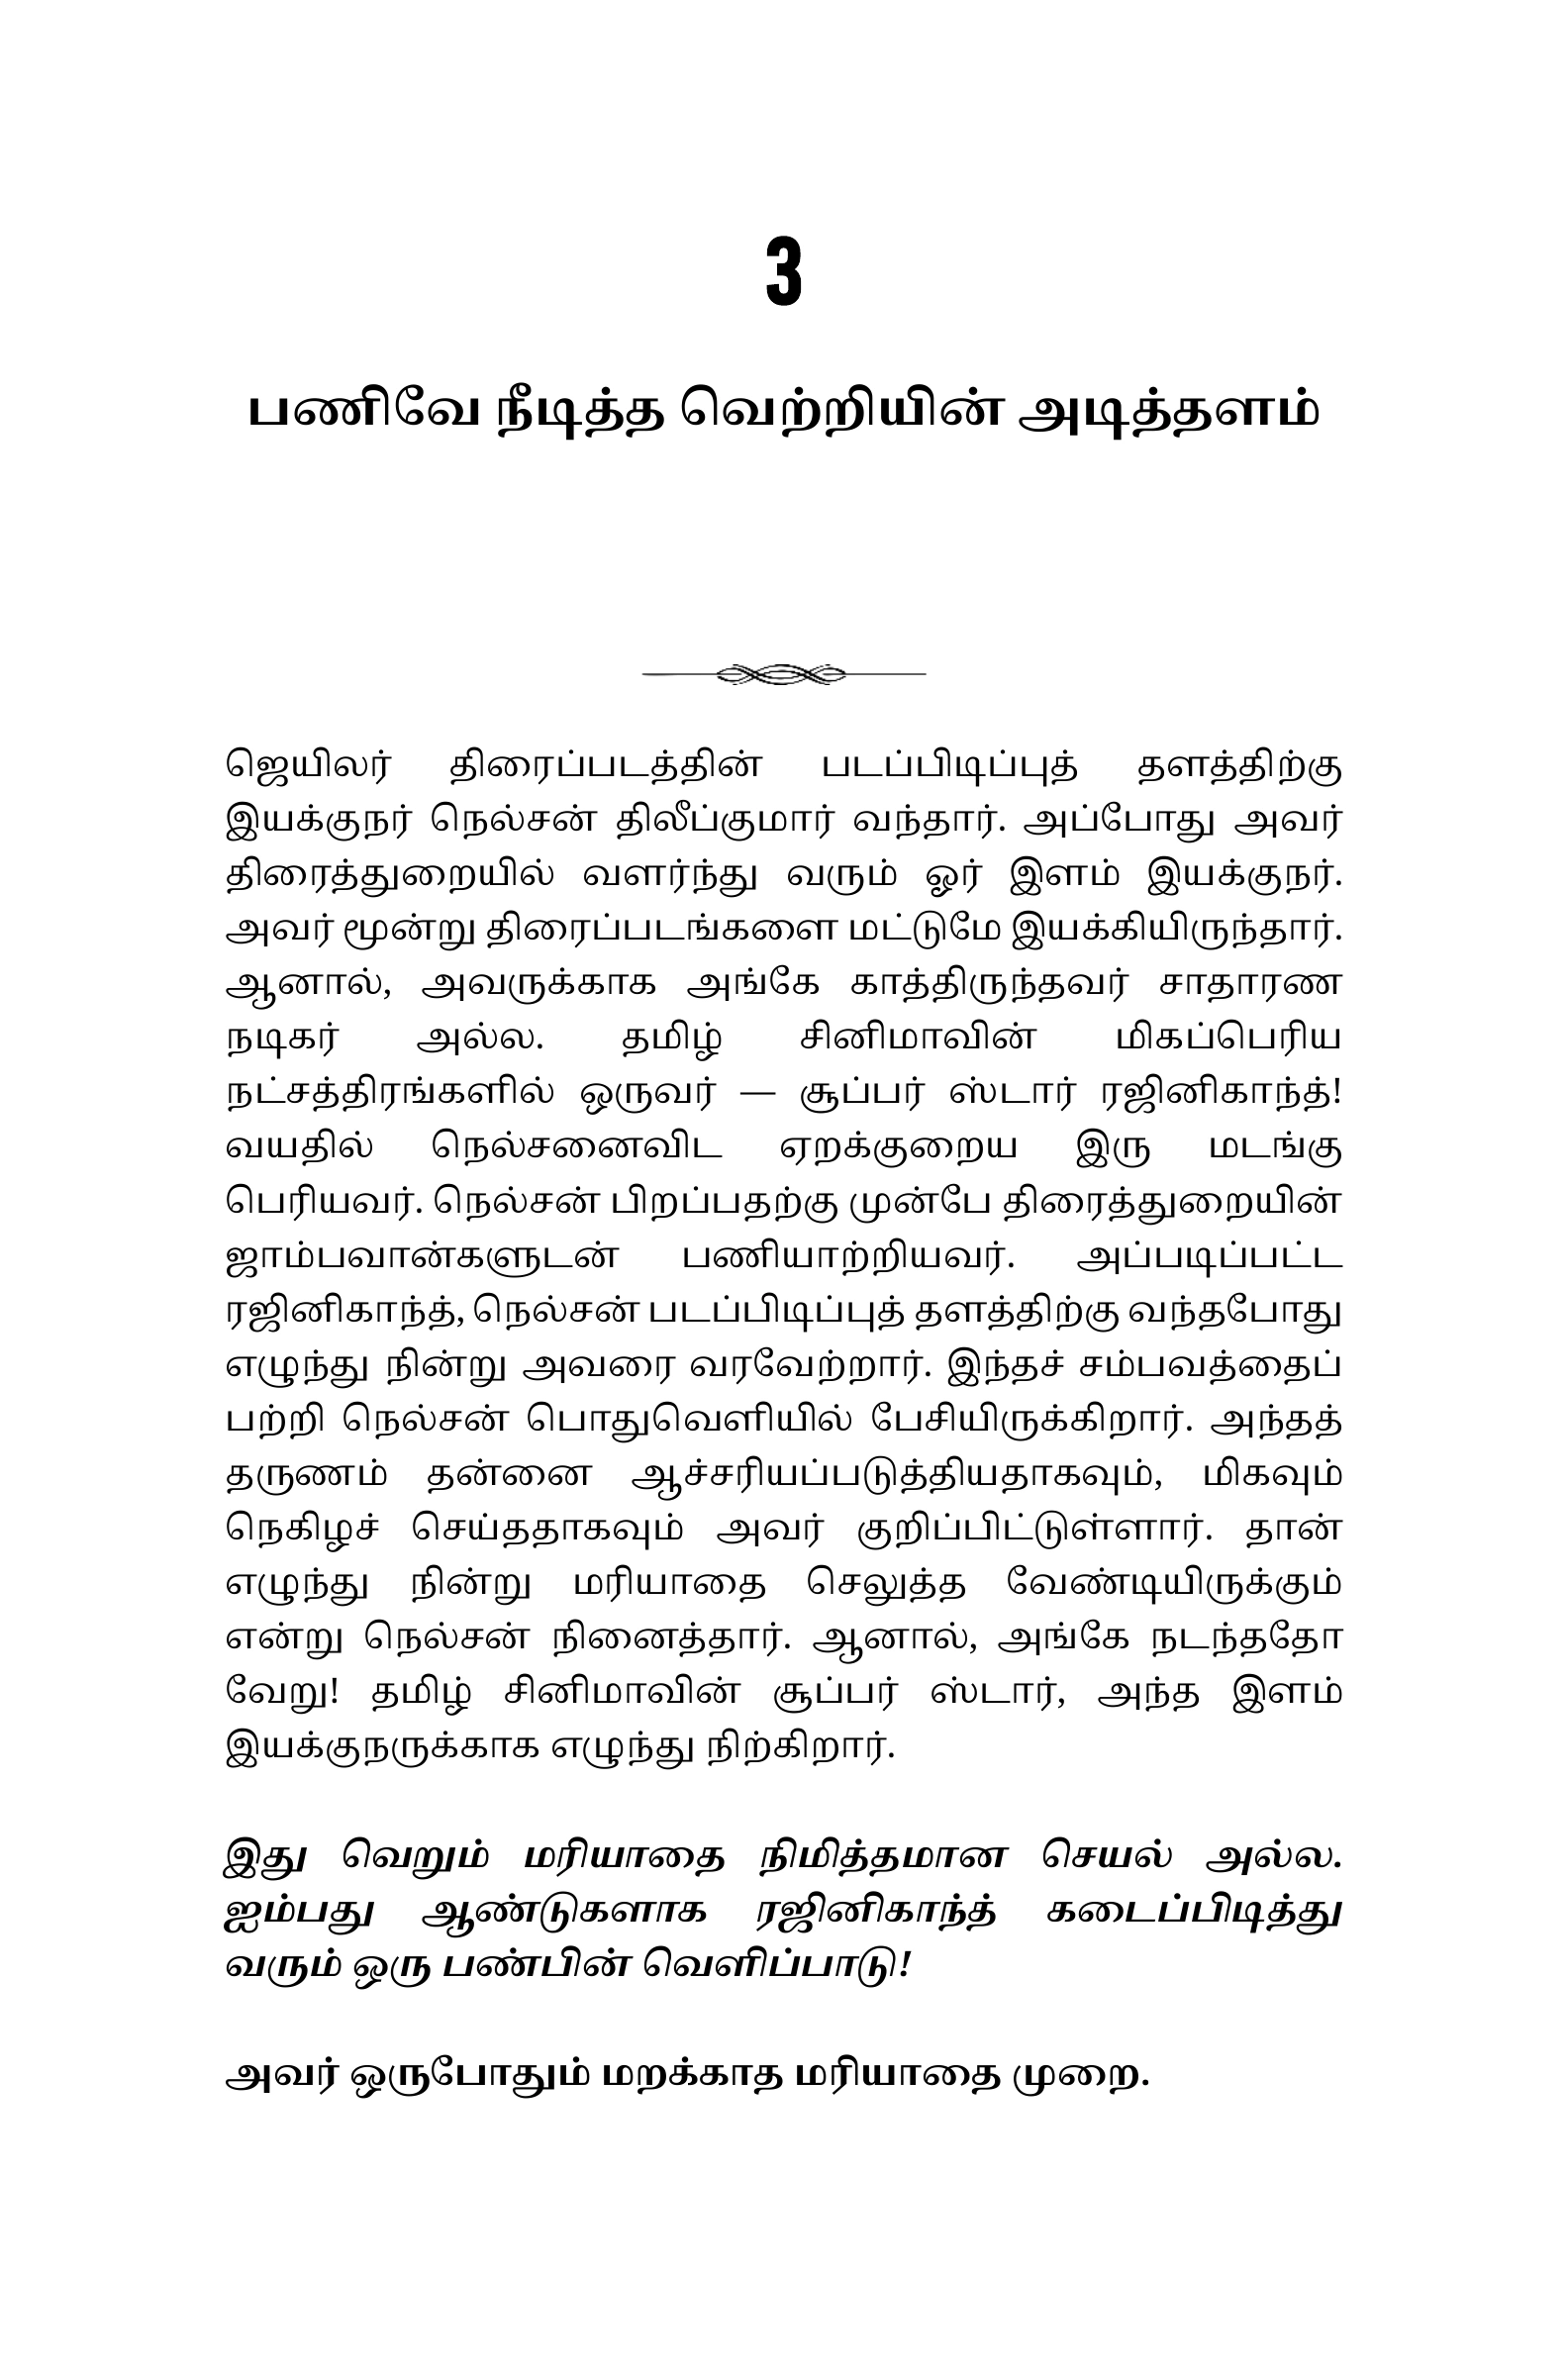 3
பணிவே நீடித்த வெற்றியின் அடித்தளம்
ஜெயிலர் திரைப்படத்தின் படப்பிடிப்புத் தளத்திற்கு
இயக்குநர் நெல்சன் திலீப்குமார் வந்தார். அப்போது அவர்
திரைத்துறையில் வளர்ந்து வரும் ஓர் இளம் இயக்குநர்.
அவர் மூன்று திரைப்படங்களை மட்டுமே இயக்கியிருந்தார்.
ஆனால், அவருக்காக அங்கே காத்திருந்தவர் சாதாரண
நடிகர் அல்ல. தமிழ் சினிமாவின் மிகப்பெரிய
நட்சத்திரங்களில் ஒருவர் — சூப்பர் ஸ்டார் ரஜினிகாந்த்!
வயதில் நெல்சனைவிட ஏறக்குறைய இரு மடங்கு
பெரியவர். நெல்சன் பிறப்பதற்கு முன்பே திரைத்துறையின்
ஜாம்பவான்களுடன் பணியாற்றியவர். அப்படிப்பட்ட
ரஜினிகாந்த், நெல்சன் படப்பிடிப்புத் தளத்திற்கு வந்தபோது
எழுந்து நின்று அவரை வரவேற்றார். இந்தச் சம்பவத்தைப்
பற்றி நெல்சன் பொதுவெளியில் பேசியிருக்கிறார். அந்தத்
தருணம் தன்னை ஆச்சரியப்படுத்தியதாகவும், மிகவும்
நெகிழச் செய்ததாகவும் அவர் குறிப்பிட்டுள்ளார். தான்
எழுந்து நின்று மரியாதை செலுத்த வேண்டியிருக்கும்
என்று நெல்சன் நினைத்தார். ஆனால், அங்கே நடந்ததோ
வேறு! தமிழ் சினிமாவின் சூப்பர் ஸ்டார், அந்த இளம்
இயக்குநருக்காக எழுந்து நிற்கிறார்.
இது வெறும் மரியாதை நிமித்தமான செயல் அல்ல.
ஐம்பது ஆண்டுகளாக ரஜினிகாந்த் கடைப்பிடித்து
வரும் ஒரு பண்பின் வெளிப்பாடு!
அவர் ஒருபோதும் மறக்காத மரியாதை முறை.